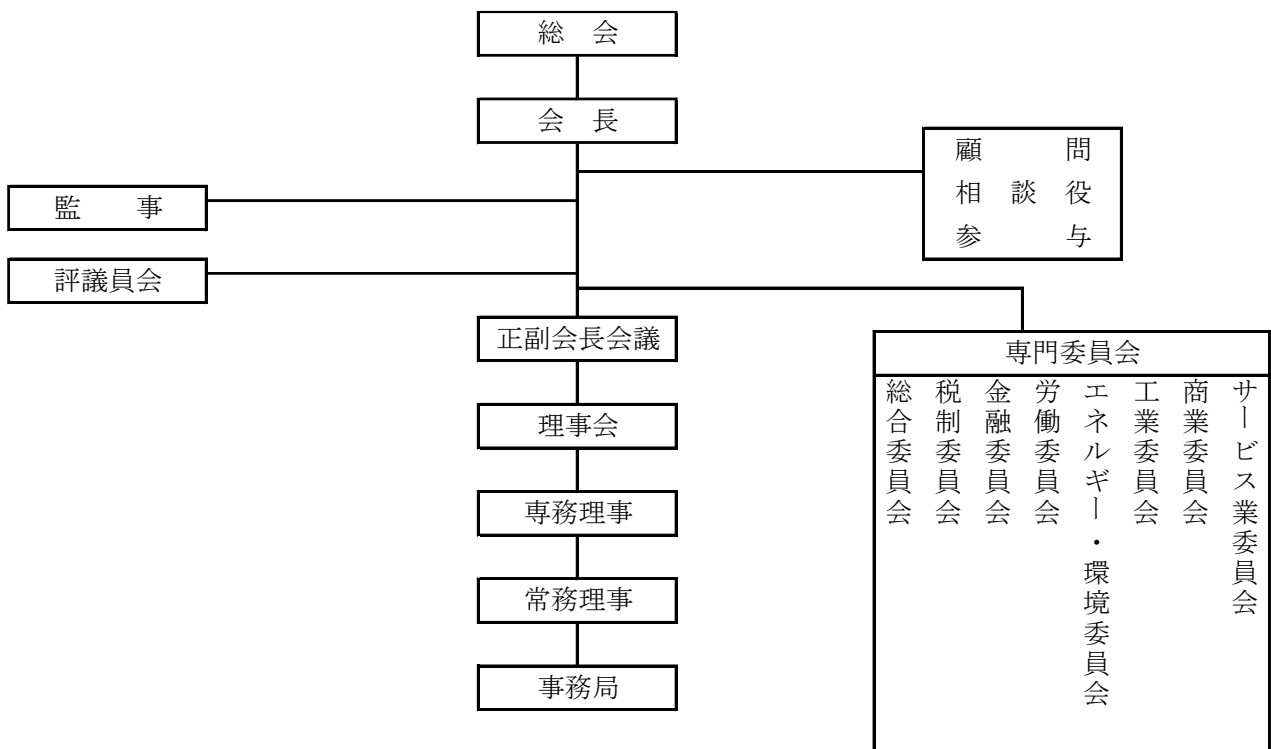 総 会
会 長
顧 問
相 談 役
参 与
監 事
評議員会
正副会長会議
専門委員会
総合委員会
税制委員会
金融委員会
労働委員会
エネルギー・環境委員会
工業委員会
商業委員会
サービス業委員会
理事会
専務理事
常務理事
事務局